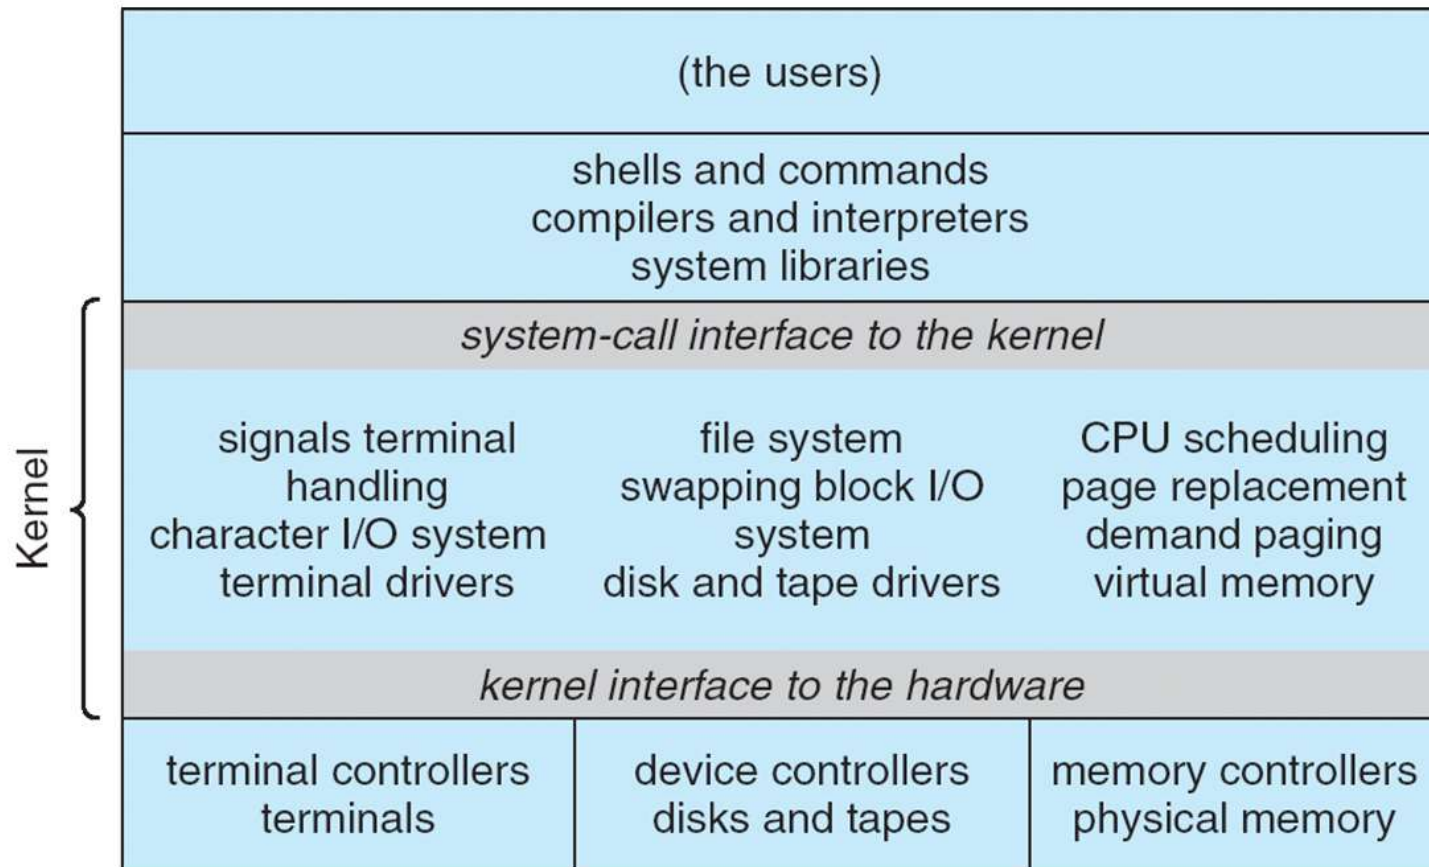 (the users)
shells and commands
compilers and interpreters
system libraries
system-call interface to the kernel
Kernel
signals terminal
handling
character I/O system
terminal drivers
file system
swapping block I/O
system
disk and tape drivers
CPU scheduling
page replacement
demand paging
virtual memory
kernel interface to the hardware
terminal controllers
terminals
device controllers
disks and tapes
memory controllers
physical memory